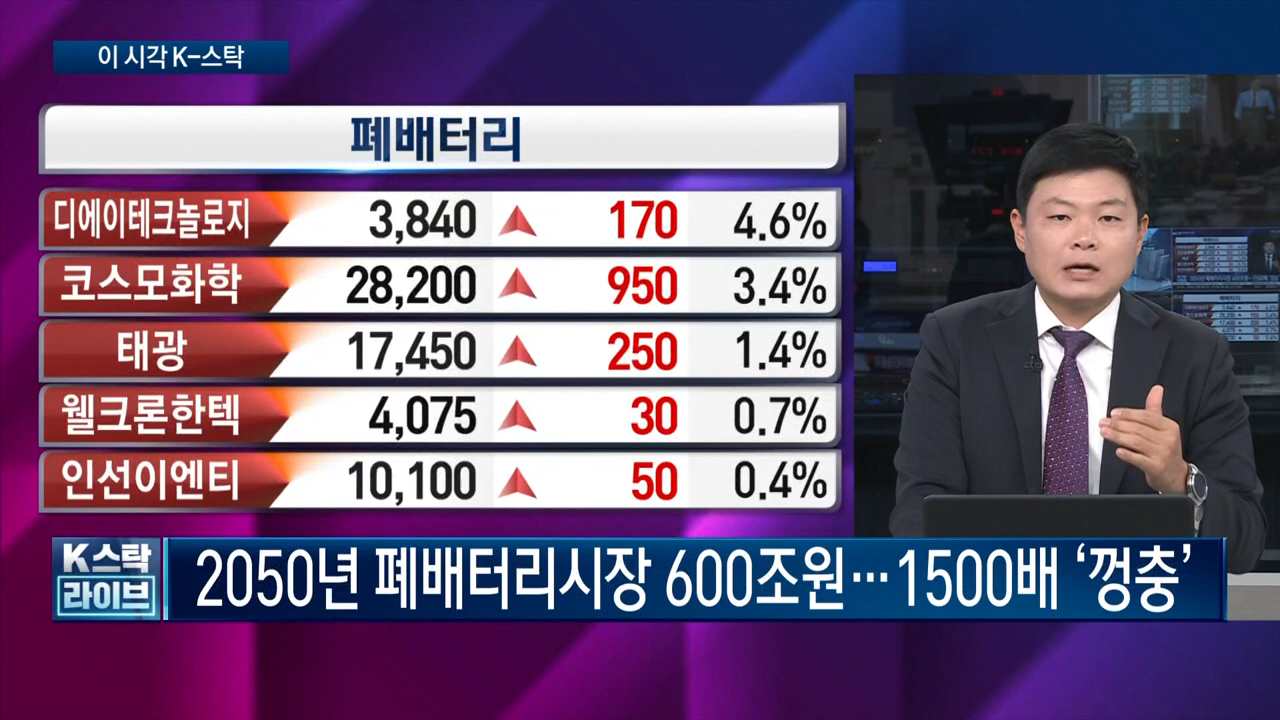 이 시각 K-스탁
폐배터리
디에이테크놀로지 3,840 ▲ 170 4.6%
코스모화학 28,200 ▲ 950 3.4%
태광 17,450 ▲ 250 1.4%
웰크론한텍 4,075 ▲ 30 0.7%
인선이엔티 10,100 ▲ 50 0.4%
K스탁
라이브
2050년 폐배터리시장 600조원…1500배 ‘껑충’